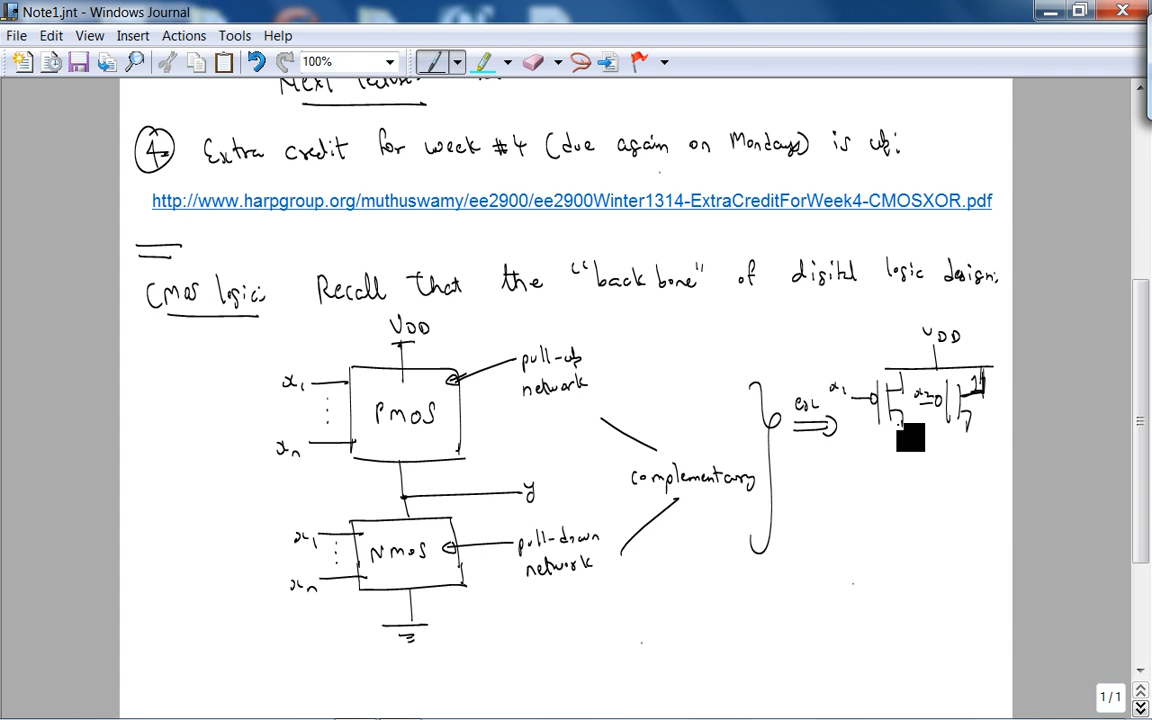 Note1.jnt - Windows Journal
File Edit View Insert Actions Tools Help
100%
Next
4 Extra credit for week #4 (due again on Mondays) is up:
http://www.harpgroup.org/muthuswamy/ee2900/ee2900Winter1314-ExtraCreditForWeek4-CMOSXOR.pdf
CMOS logic: Recall that the "back bone" of digital logic design:
VDD
x1
xn
PMOS
pull-up
network
y
x1
xn
NMOS
pull-down
network
complementary
VDD
x1
x2
1/1